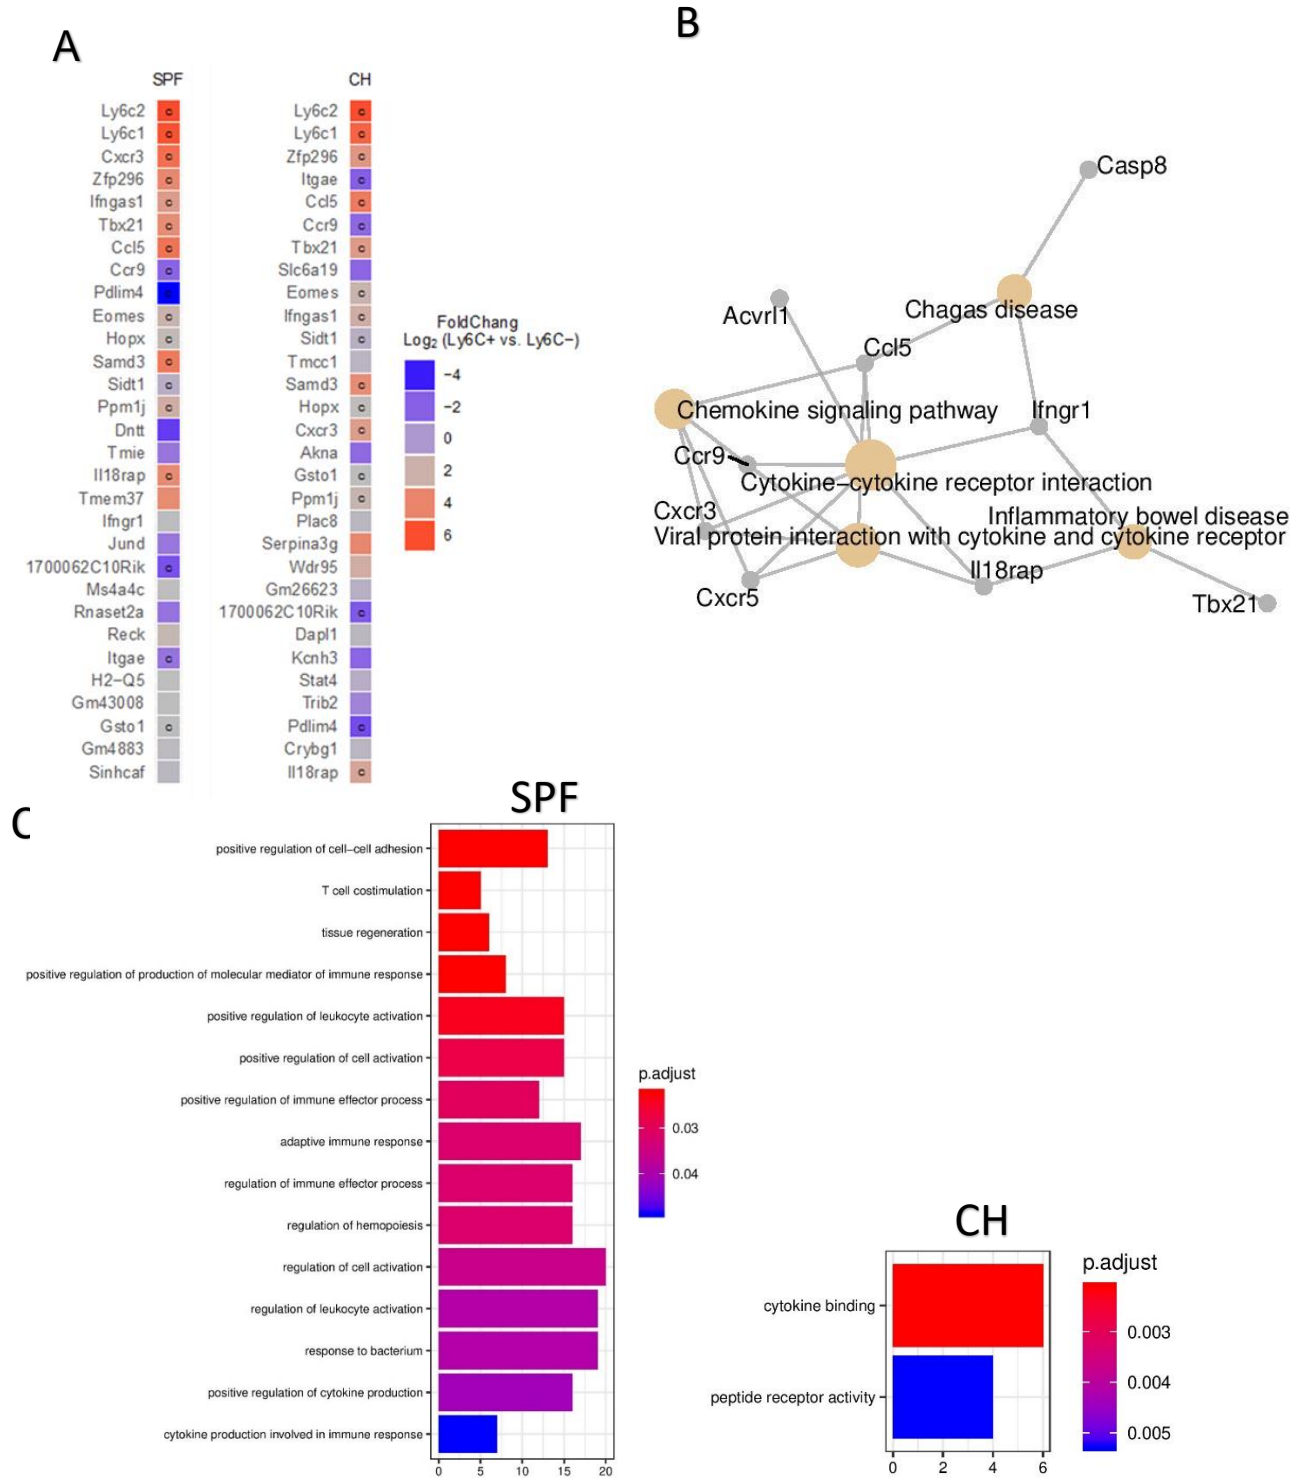 A
SPF
Ly6c2 c
Ly6c1 c
Cxcr3 c
Zfp296 c
Ifngas1 c
Tbx21 c
Ccl5 c
Ccr9 c
Pdlim4 c
Eomes c
Hopx c
Samd3 c
Sidt1 c
Ppm1j c
Dntt
Tmie
Il18rap c
Tmem37
Ifngr1
Jund
1700062C10Rik c
Ms4a4c
Rnaset2a
Reck
Itgae c
H2−Q5
Gm43008
Gsto1 c
Gm4883
Sinhcaf
CH
Ly6c2 c
Ly6c1 c
Zfp296 c
Itgae c
Ccl5 c
Ccr9 c
Tbx21 c
Slc6a19
Eomes c
Ifngas1 c
Sidt1 c
Tmcc1
Samd3 c
Hopx c
Cxcr3 c
Akna
Gsto1 c
Ppm1j c
Plac8
Serpina3g
Wdr95
Gm26623
1700062C10Rik c
Dapl1
Kcnh3
Stat4
Trib2
Pdlim4 c
Crybg1
Il18rap c
FoldChang
Log2 (Ly6C+ vs. Ly6C−)
−4
−2
0
2
4
6
B
Casp8
Acvrl1
Chagas disease
Ccl5
Chemokine signaling pathway
Ifngr1
Ccr9
Cytokine−cytokine receptor interaction
Cxcr3
Inflammatory bowel disease
Viral protein interaction with cytokine and cytokine receptor
Il18rap
Cxcr5
Tbx21
C
SPF
positive regulation of cell−cell adhesion
T cell costimulation
tissue regeneration
positive regulation of production of molecular mediator of immune response
positive regulation of leukocyte activation
positive regulation of cell activation
positive regulation of immune effector process
adaptive immune response
regulation of immune effector process
regulation of hemopoiesis
regulation of cell activation
regulation of leukocyte activation
response to bacterium
positive regulation of cytokine production
cytokine production involved in immune response
0 5 10 15 20
p.adjust
0.03
0.04
CH
cytokine binding
peptide receptor activity
0 2 4 6
p.adjust
0.003
0.004
0.005